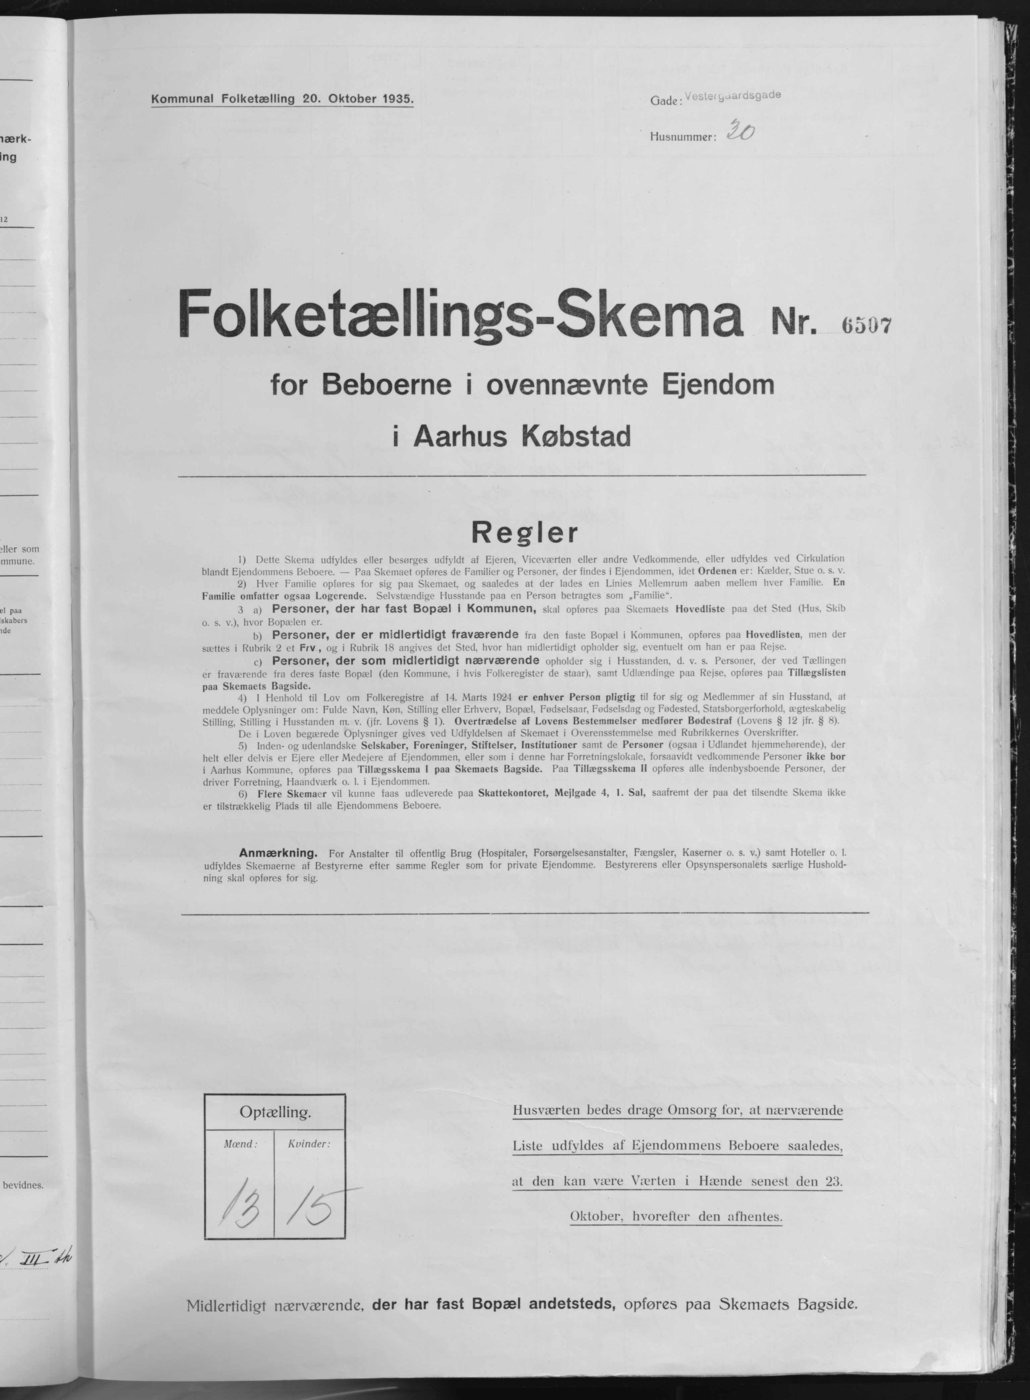 Kommunal Folketælling 20. Oktober 1935.
Gade: Vestergaardsgade
Husnummer: 20
Folketællings-Skema Nr. 6507
for Beboerne i ovennævnte Ejendom
i Aarhus Købstad
Regler
1) Dette Skema udfyldes eller besørges udfyldt af Ejeren, Viceværten eller andre Vedkommende, eller udfyldes ved Cirkulation
blandt Ejendommens Beboere. — Paa Skemaet opføres de Familier og Personer, der findes i Ejendommen, idet Ordenen er: Kælder, Stue o. s. v.
2) Hver Familie opføres for sig paa Skemaet, og saaledes at der lades en Linies Mellemrum aaben mellem hver Familie. En
Familie omfatter ogsaa Logerende. Selvstændige Husstande paa en Person betragtes som „Familie“.
3 a) Personer, der har fast Bopæl i Kommunen, skal opføres paa Skemaets Hovedliste paa det Sted (Hus, Skib
o. s. v.), hvor Bopælen er.
b) Personer, der er midlertidigt fraværende fra den faste Bopæl i Kommunen, opføres paa Hovedlisten, men der
sættes i Rubrik 2 et Frv., og i Rubrik 18 angives det Sted, hvor han midlertidigt opholder sig, eventuelt om han er paa Rejse.
c) Personer, der som midlertidigt nærværende opholder sig i Husstanden, d. v. s. Personer, der ved Tællingen
er fraværende fra deres faste Bopæl (den Kommune, i hvis Folkeregister de staar), samt Udlændinge paa Rejse, opføres paa Tillægslisten
paa Skemaets Bagside.
4) I Henhold til Lov om Folkeregistre af 14. Marts 1924 er enhver Person pligtig til for sig og Medlemmer af sin Husstand, at
meddele Oplysninger om: Fulde Navn, Køn, Stilling eller Erhverv, Bopæl, Fødselsaar, Fødselsdag og Fødested, Statsborgerforhold, ægteskabelig
Stilling, Stilling i Husstanden m. v. (jfr. Lovens § 1). Overtrædelse af Lovens Bestemmelser medfører Bødestraf (Lovens § 12 jfr. § 8).
De i Loven begærede Oplysninger gives ved Udfyldelsen af Skemaet i Overensstemmelse med Rubrikkernes Overskrifter.
5) Inden- og udenlandske Selskaber, Foreninger, Stiftelser, Institutioner samt de Personer (ogsaa i Udlandet hjemmehørende), der
helt eller delvis er Ejere eller Medejere af Ejendommen, eller som i denne har Forretningslokale, forsaavidt vedkommende Personer ikke bor
i Aarhus Kommune, opføres paa Tillægsskema I paa Skemaets Bagside. Paa Tillægsskema II opføres alle indenbysboende Personer, der
driver Forretning, Haandværk o. l. i Ejendommen.
6) Flere Skemaer vil kunne faas udleverede paa Skattekontoret, Mejlgade 4, 1. Sal, saafremt der paa det tilsendte Skema ikke
er tilstrækkelig Plads til alle Ejendommens Beboere.
Anmærkning. For Anstalter til offentlig Brug (Hospitaler, Forsørgelsesanstalter, Fængsler, Kaserner o. s. v.) samt Hoteller o. l.
udfyldes Skemaerne af Bestyrerne efter samme Regler som for private Ejendomme. Bestyrerens eller Opsynspersonalets særlige Hushold-
ning skal opføres for sig.
Optælling.
Mænd: Kvinder:
13 15
Husværten bedes drage Omsorg for, at nærværende
Liste udfyldes af Ejendommens Beboere saaledes,
at den kan være Værten i Hænde senest den 23.
Oktober, hvorefter den afhentes.
Midlertidigt nærværende, der har fast Bopæl andetsteds, opføres paa Skemaets Bagside.
ærk-
ing
12
eller som
mmune.
el paa
lskabers
nde
bevidnes.
III th